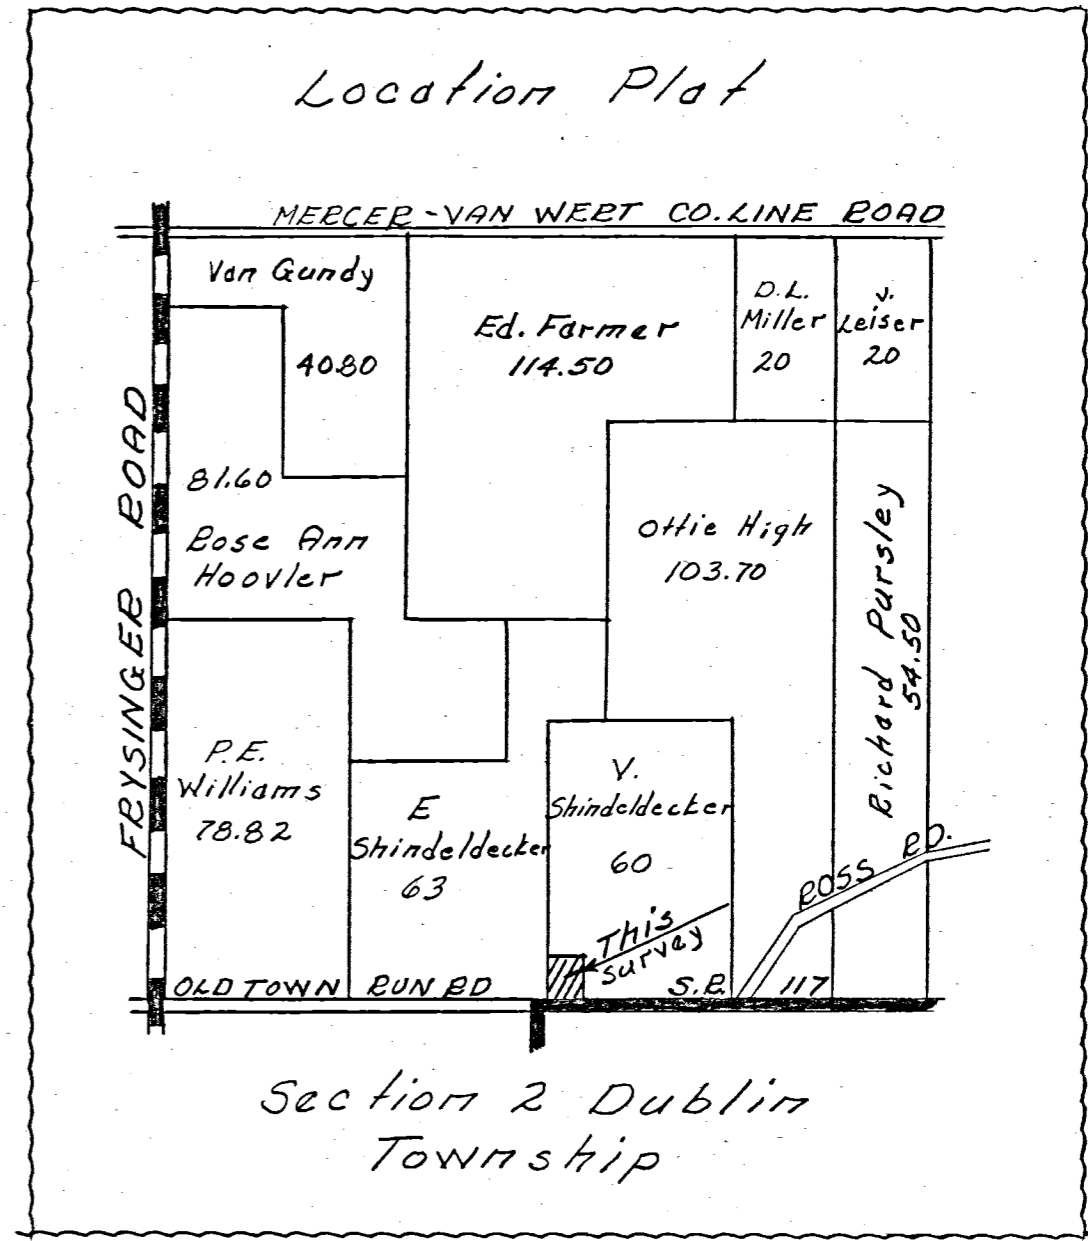 Location Plat
MERCER-VAN WERT CO. LINE ROAD
Van Gundy
40.80
Ed. Farmer
114.50
D.L.
Miller
20
V.
Leiser
20
FRYSINGER ROAD
81.60
Rose Ann
Hoovler
Ottie High
103.70
Richard Pursley
54.50
P.E.
Williams
78.82
E
Shindeldecker
63
V.
Shindeldecker
60
This
survey
ROSS RD.
OLD TOWN RUN RD
S.R. 117
Section 2 Dublin
Township